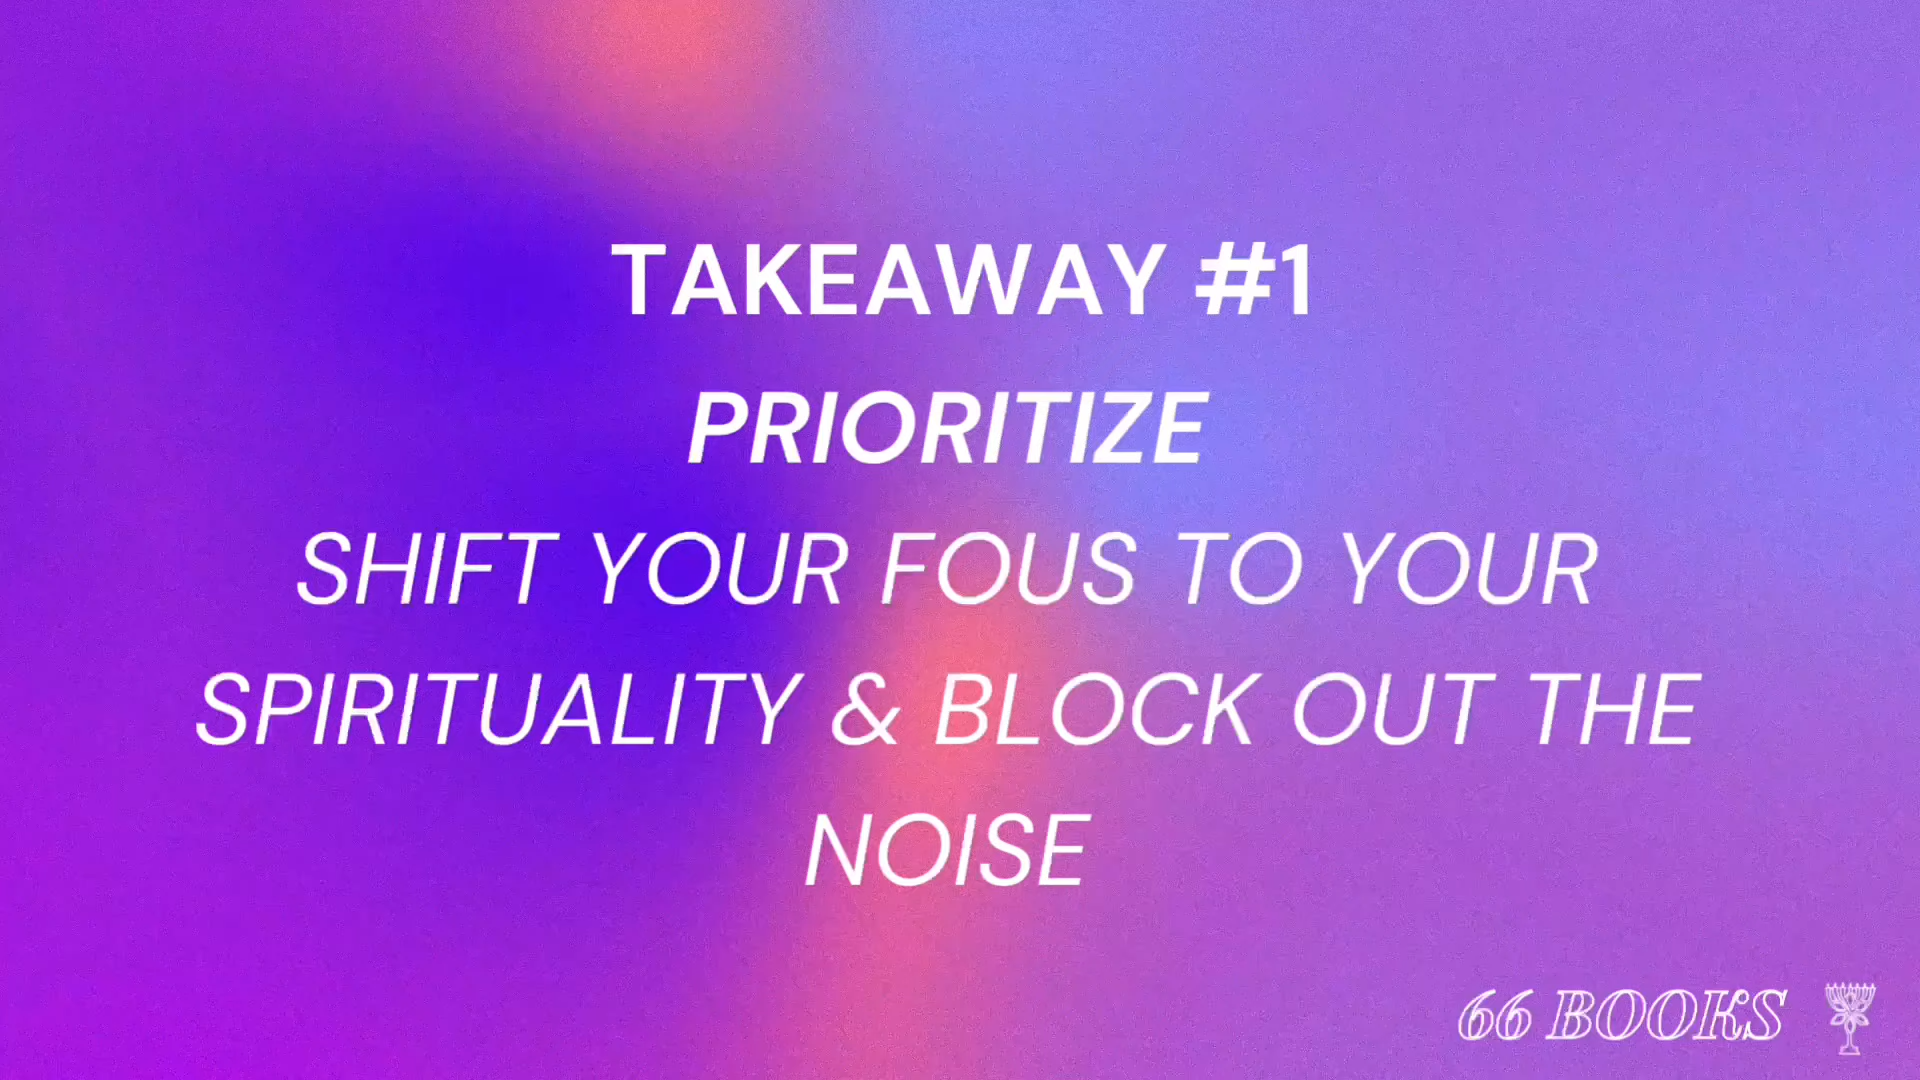 TAKEAWAY #1
PRIORITIZE
SHIFT YOUR FOUS TO YOUR
SPIRITUALITY & BLOCK OUT THE
NOISE
66 BOOKS